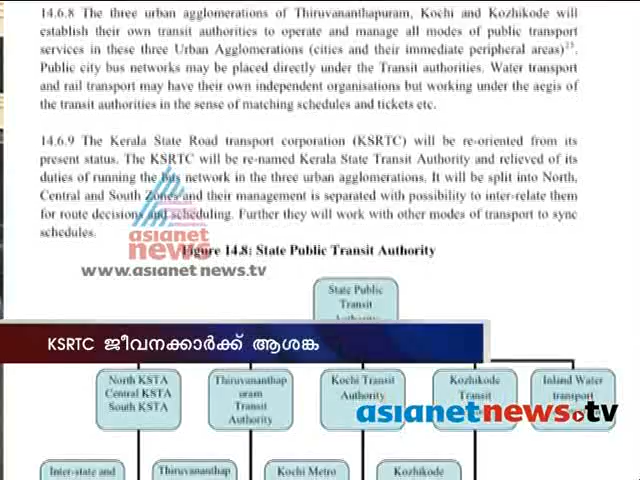 14.6.8 The three urban agglomerations of Thiruvananthapuram, Kochi and Kozhikode will
establish their own transit authorities to operate and manage all modes of public transport
services in these three Urban Agglomerations (cities and their immediate peripheral areas)
Public city bus networks may be placed directly under the Transit authorities. Water transport
and rail transport may have their own independent organisations but working under the aegis of
the transit authorities in the sense of matching schedules and tickets etc.
14.6.9 The Kerala State Road transport corporation (KSRTC) will be re-oriented from its
present status. The KSRTC will be re-named Kerala State Transit Authority and relieved of its
duties of running the bus network in the three urban agglomerations. It will be split into North,
Central and South Zones and their management is separated with possibility to inter-relate them
for route decisions and scheduling. Further they will work with other modes of transport to sync
schedules.
asianet
news
Figure 14.8: State Public Transit Authority
www.asianetnews.tv
State Public
Transit
Authority
KSRTC ജീവനക്കാർക്ക് ആശങ്ക
North KSTA
Central KSTA
South KSTA
Thiruvananthap
uram
Transit
Authority
Kochi Transit
Authority
Kozhikode
Transit
Inland Water
transport
asianetnews.tv
Inter-state and
Thiruvananthap
Kochi Metro
Kozhikode